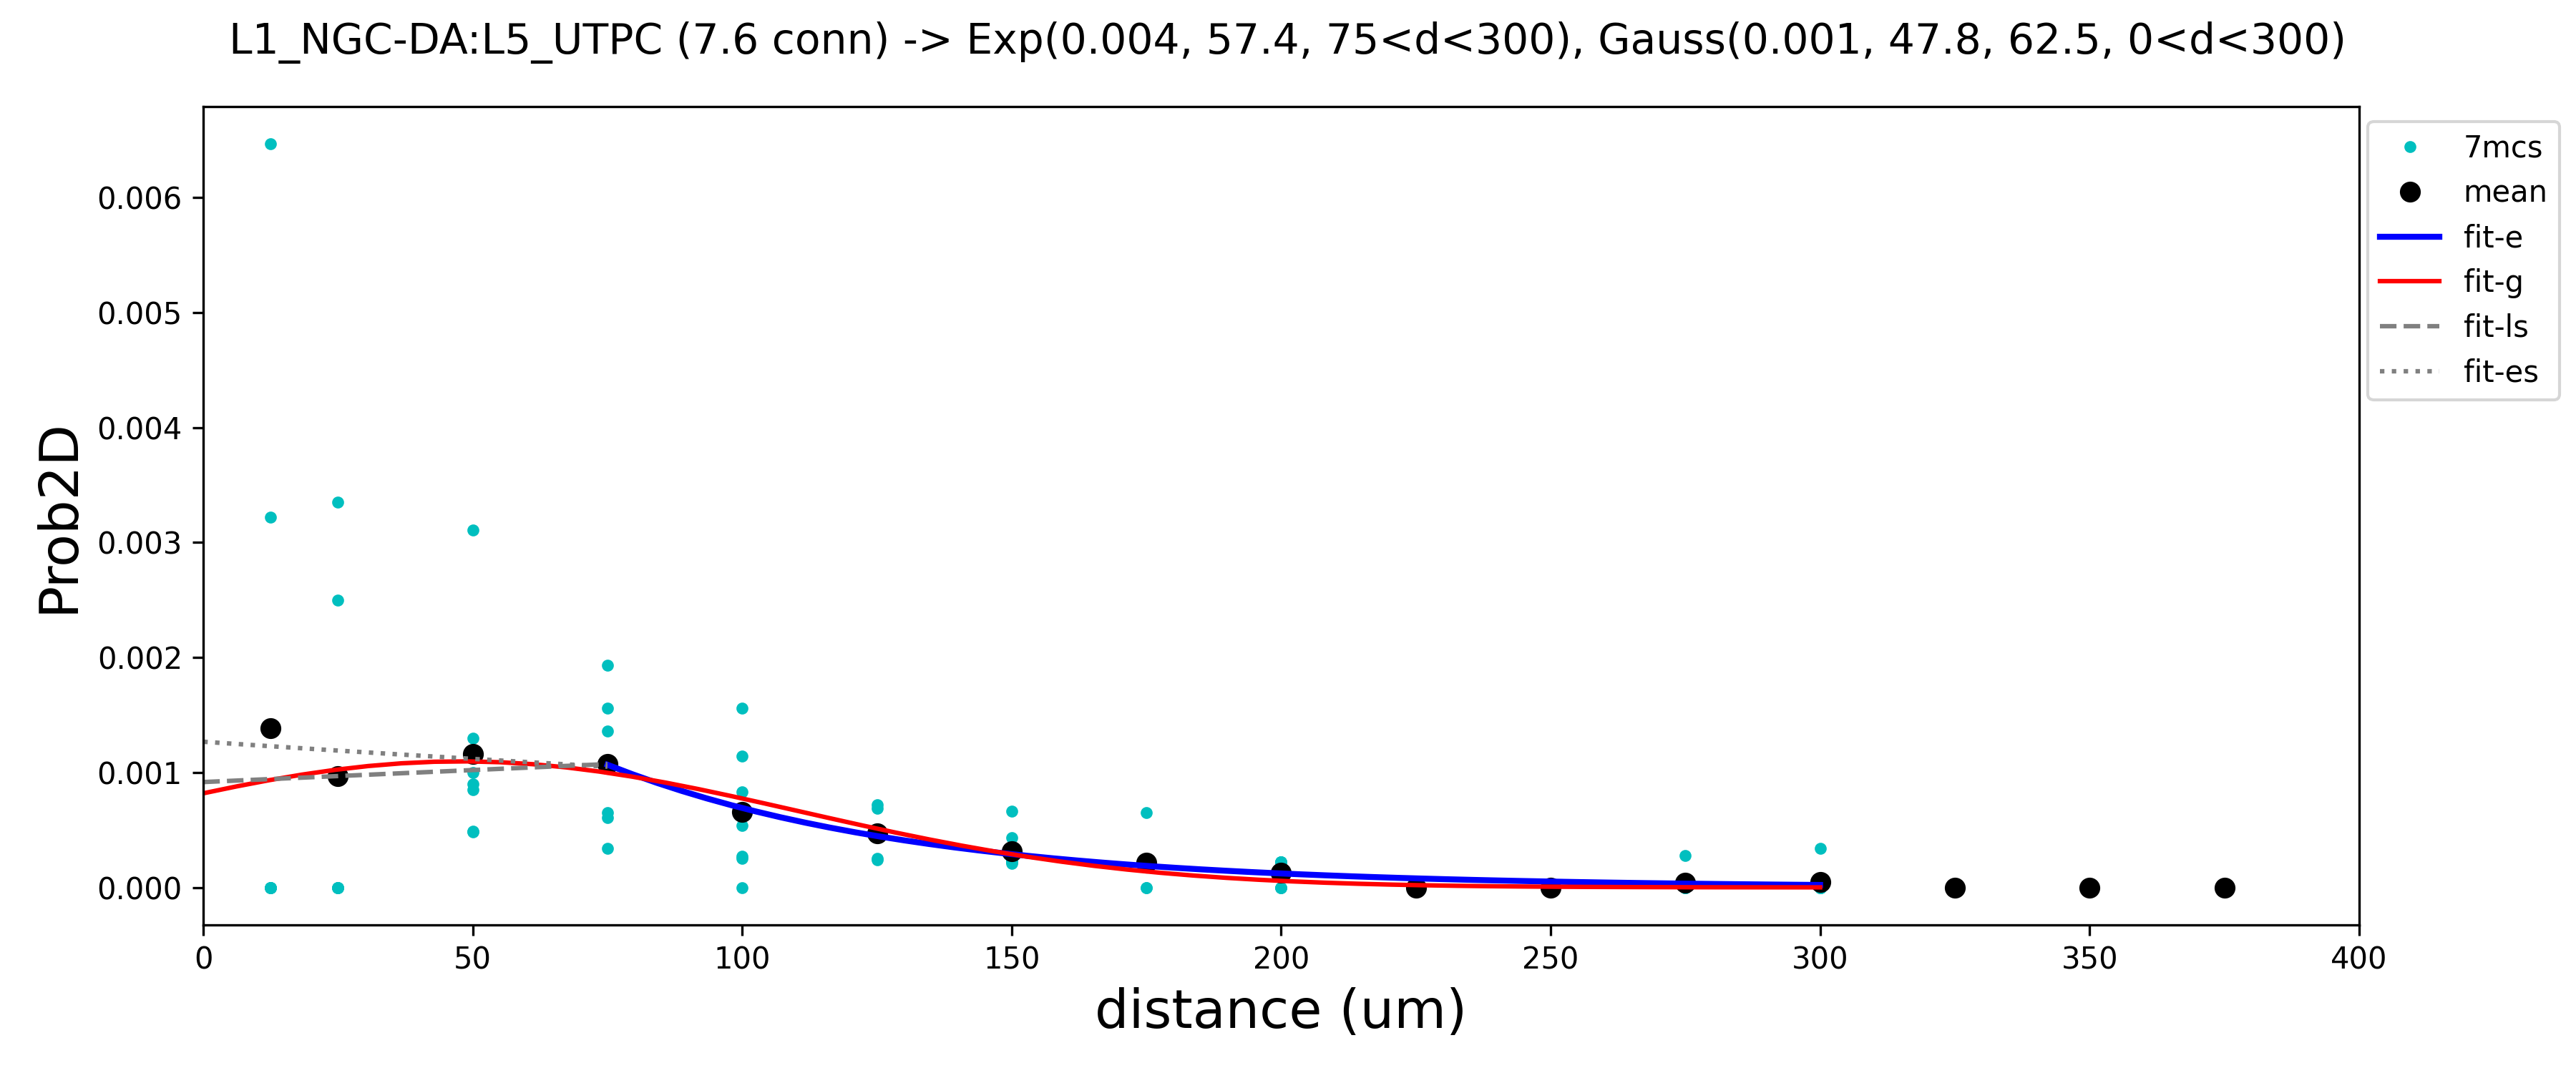 L1_NGC-DA:L5_UTPC (7.6 conn) -> Exp(0.004, 57.4, 75<d<300), Gauss(0.001, 47.8, 62.5, 0<d<300)
7mcs
mean
fit-e
fit-g
fit-ls
fit-es
Prob2D
0.006
0.005
0.004
0.003
0.002
0.001
0.000
0 50 100 150 200 250 300 350 400
distance (um)